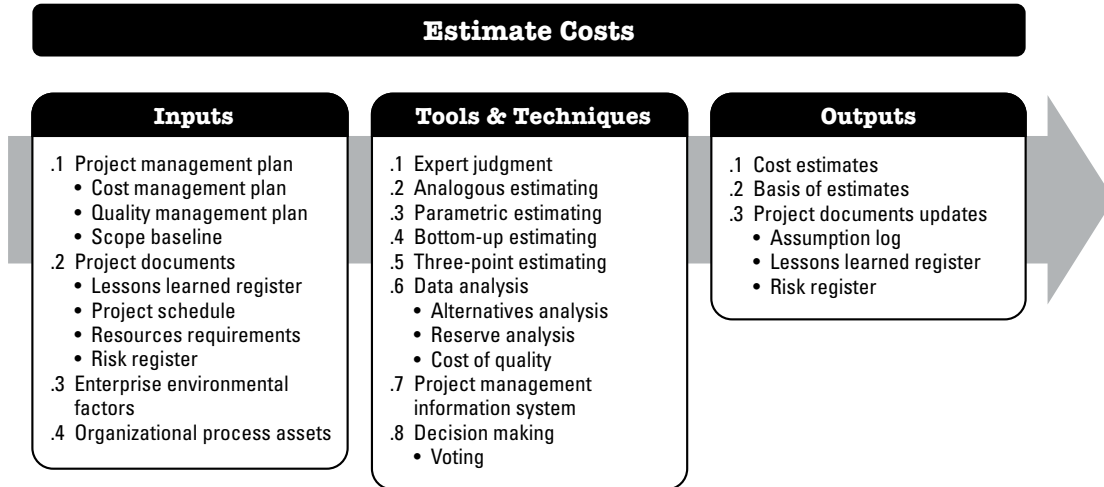 Estimate Costs
Inputs
.1 Project management plan
• Cost management plan
• Quality management plan
• Scope baseline
.2 Project documents
• Lessons learned register
• Project schedule
• Resources requirements
• Risk register
.3 Enterprise environmental
factors
.4 Organizational process assets
Tools & Techniques
.1 Expert judgment
.2 Analogous estimating
.3 Parametric estimating
.4 Bottom-up estimating
.5 Three-point estimating
.6 Data analysis
• Alternatives analysis
• Reserve analysis
• Cost of quality
.7 Project management
information system
.8 Decision making
• Voting
Outputs
.1 Cost estimates
.2 Basis of estimates
.3 Project documents updates
• Assumption log
• Lessons learned register
• Risk register